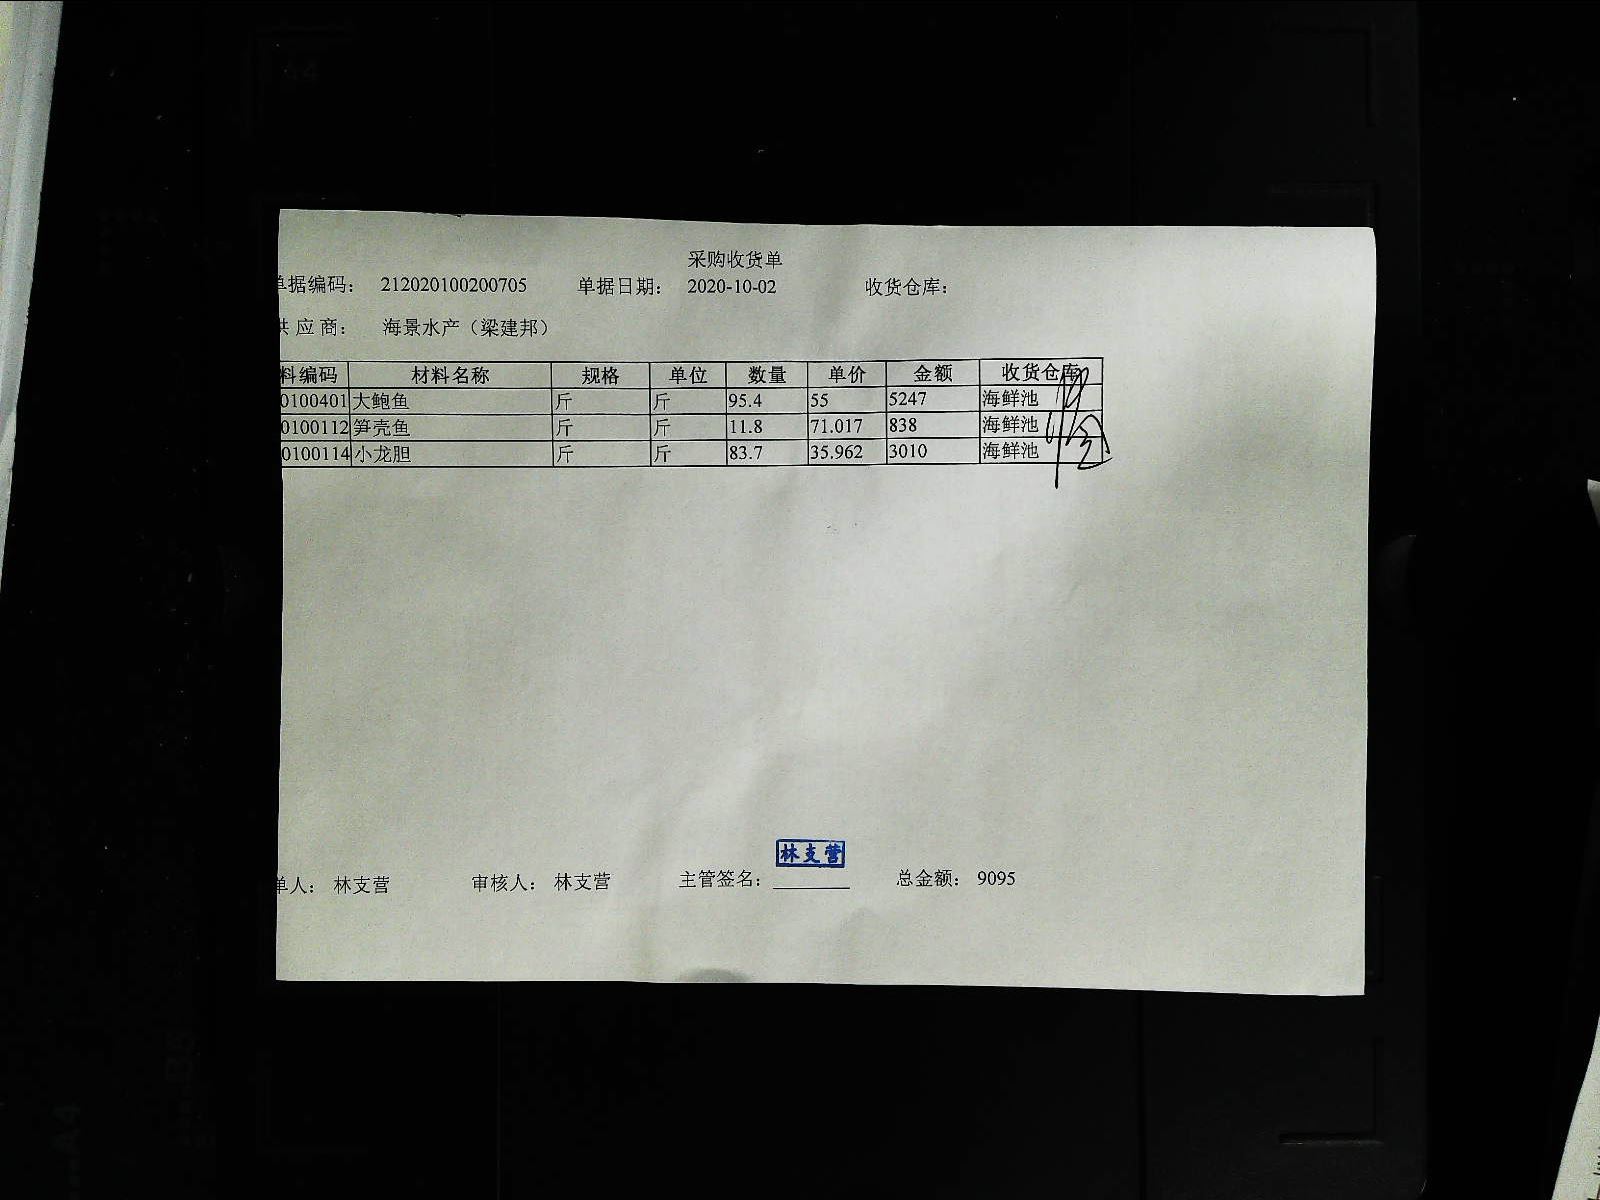 采购收货单
单据编码： 212020100200705 单据日期： 2020-10-02 收货仓库：
供应商： 海景水产（梁建邦）
料编码 材料名称 规格 单位 数量 单价 金额 收货仓库
0100401 大鲍鱼 斤 斤 95.4 55 5247 海鲜池
0100112 笋壳鱼 斤 斤 11.8 71.017 838 海鲜池
0100114 小龙胆 斤 斤 83.7 35.962 3010 海鲜池
林支营
单人： 林支营 审核人： 林支营 主管签名： 总金额： 9095